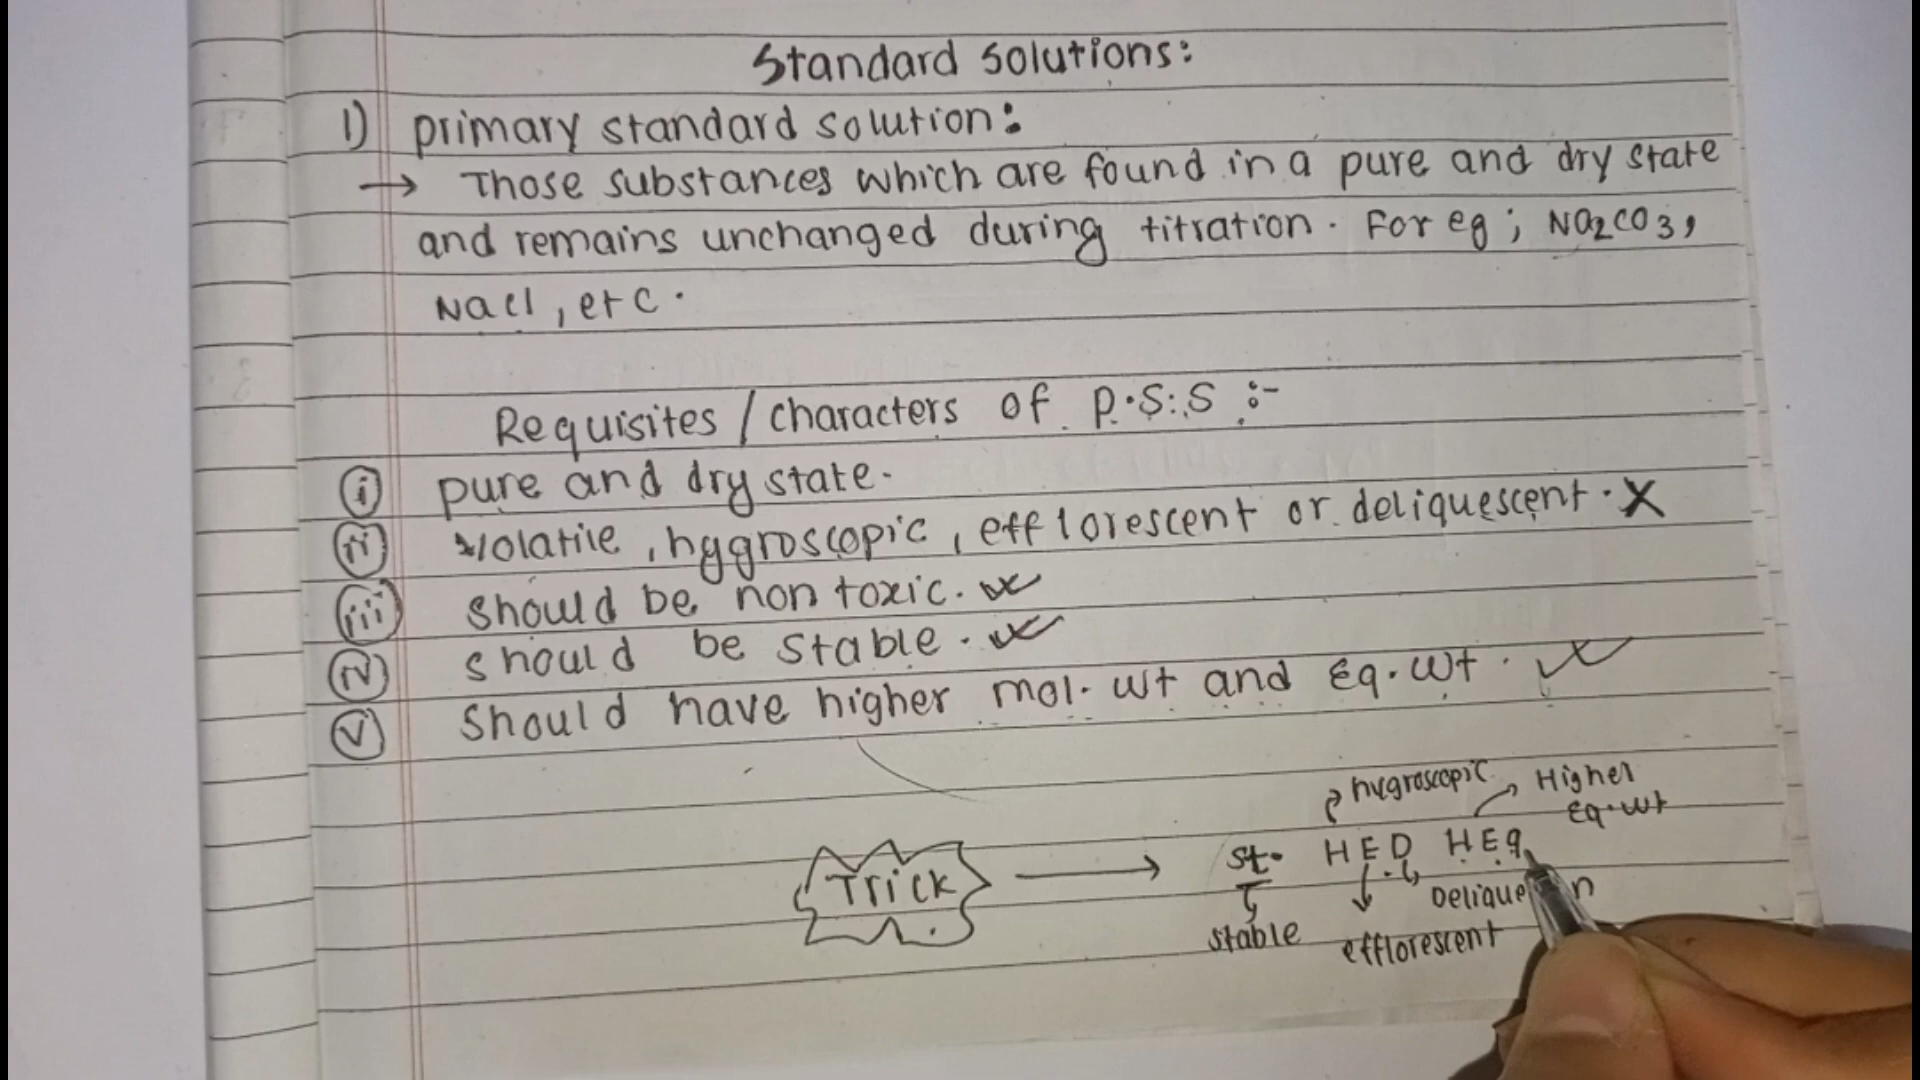 Standard solutions:
1) primary standard solution:
→ Those substances which are found in a pure and dry state
and remains unchanged during titration. For eg; Na2CO3,
NaCl, etc.
Requisites / characters of P.S.S :-
(i) pure and dry state.
(ii) volatile, hygroscopic, efflorescent or deliquescent. X
(iii) should be non toxic. ✓
(iv) should be stable. ✓
(v) should have higher mol. wt and Eq. wt. ✓
hygroscopic Higher
Eq. wt
Trick → St. HED HEq
Delique n
stable efflorescent